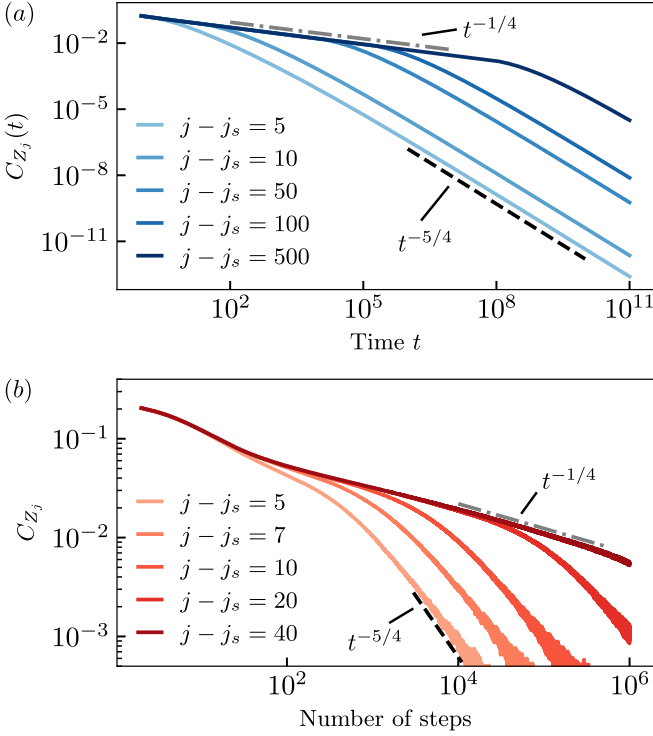 (a)
t^{-1/4}
10^{-2}
10^{-5}
10^{-8}
10^{-11}
C_{Z_j}(t)
j − j_s = 5
j − j_s = 10
j − j_s = 50
j − j_s = 100
j − j_s = 500
t^{-5/4}
10^2
10^5
10^8
10^{11}
Time t
(b)
10^{-1}
10^{-2}
10^{-3}
C_{Z_j}
t^{-1/4}
j − j_s = 5
j − j_s = 7
j − j_s = 10
j − j_s = 20
j − j_s = 40
t^{-5/4}
10^2
10^4
10^6
Number of steps